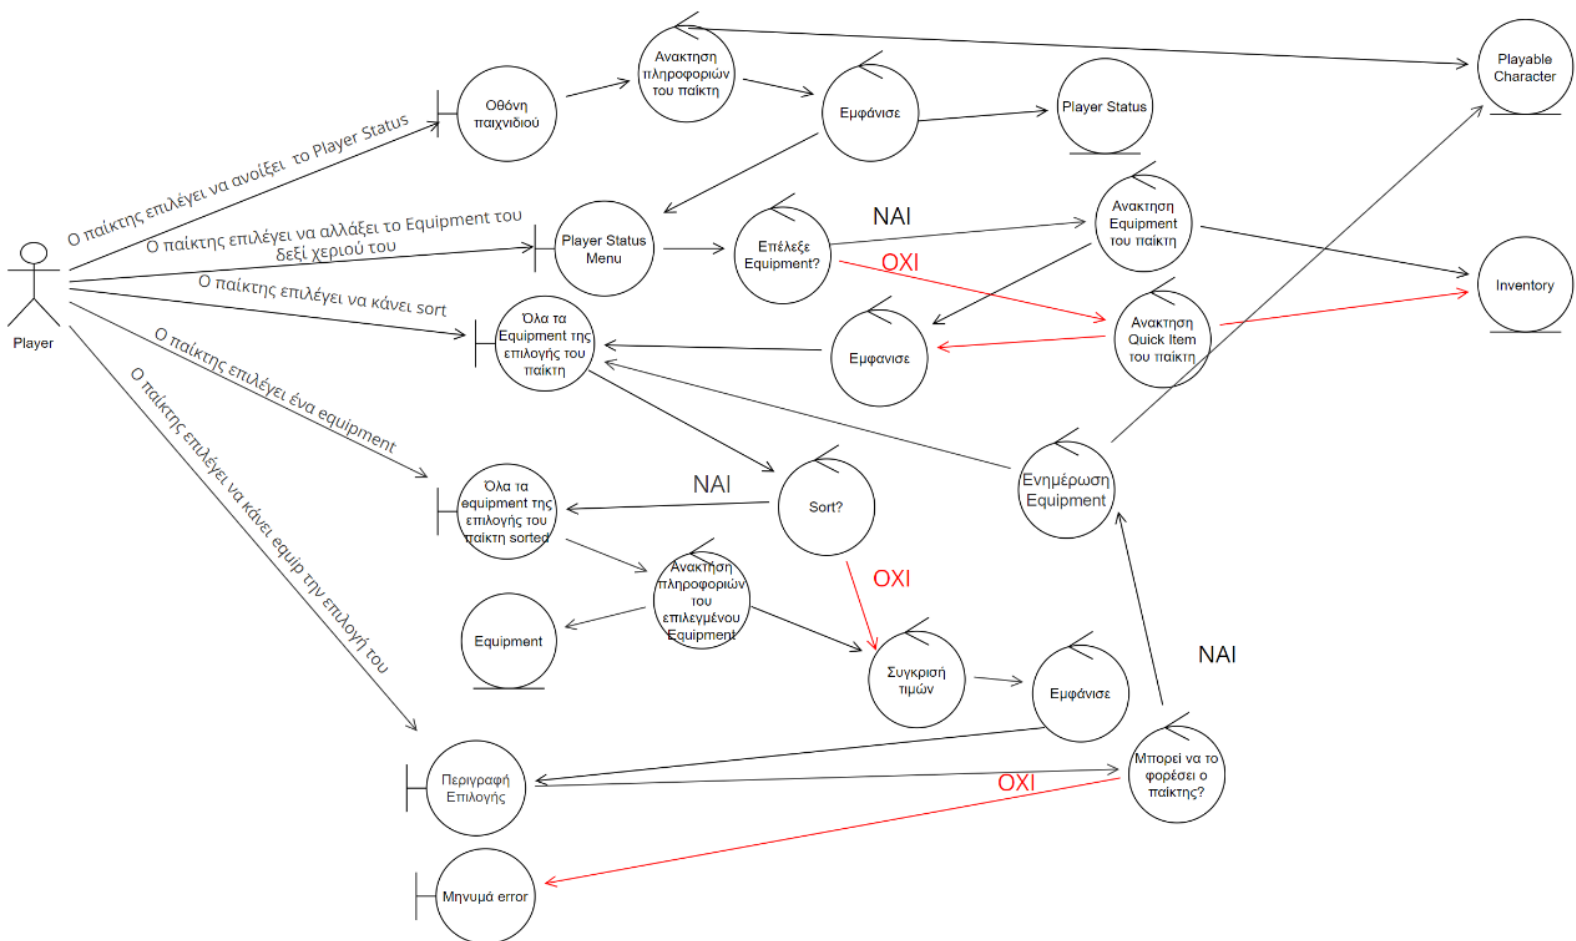 Ανακτηση
πληροφοριών
του παίκτη
Playable
Character
Οθόνη
παιχνιδιού
Εμφάνισε
Player Status
Ο παίκτης επιλέγει να ανοίξει το Player Status
Ο παίκτης επιλέγει να αλλάξει το Equipment του
δεξί χεριού του
Player Status
Menu
Επέλεξε
Equipment?
ΝΑΙ
ΟΧΙ
Ανακτηση
Equipment
του παίκτη
Inventory
Player
Ο παίκτης επιλέγει να κάνει sort
Όλα τα
Equipment της
επιλογής του
παίκτη
Εμφανισε
Ανακτηση
Quick Item
του παίκτη
Ο παίκτης επιλέγει ένα equipment
Ο παίκτης επιλέγει να κάνει equip την επιλογή του
Όλα τα
equipment της
επιλογής του
παίκτη sorted
ΝΑΙ
Sort?
ΟΧΙ
Ενημέρωση
Equipment
Ανακτήση
πληροφοριών
του
επιλεγμένου
Equipment
Equipment
Συγκρισή
τιμών
Εμφάνισε
ΝΑΙ
Περιγραφή
Επιλογής
ΟΧΙ
Μπορεί να το
φορέσει ο
παίκτης?
Μηνυμά error